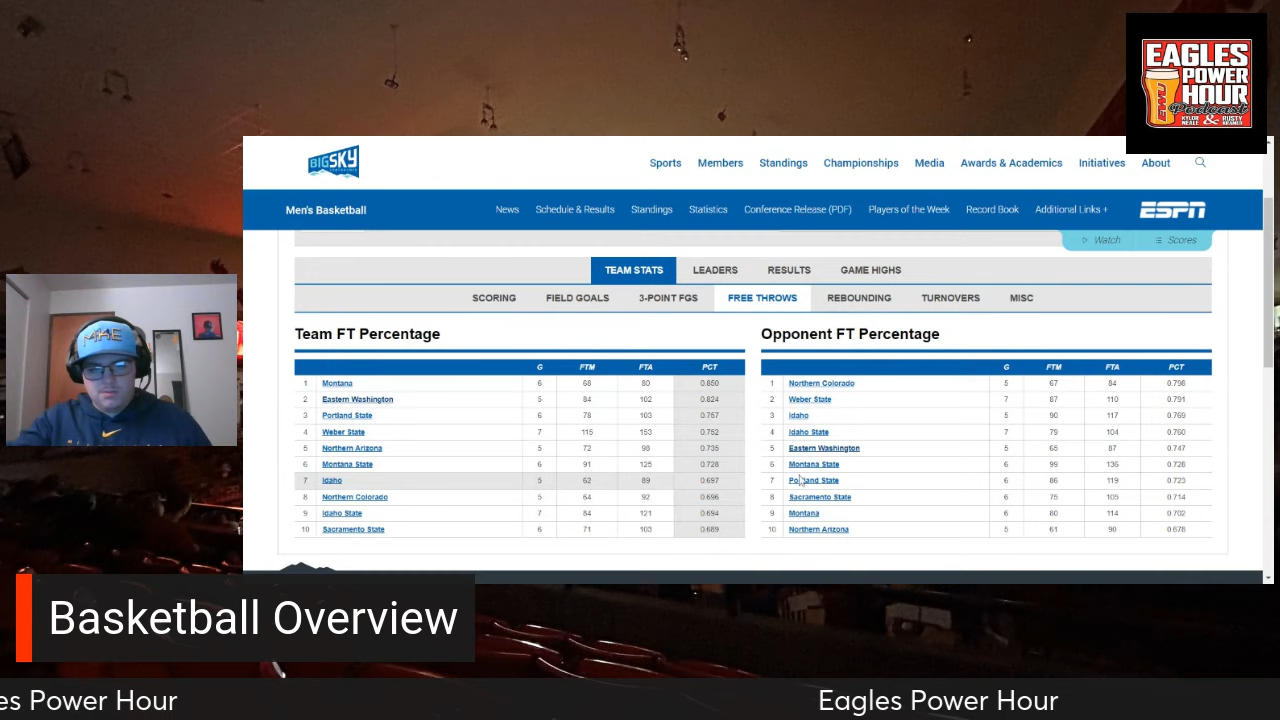 EAGLES
POWER
HOUR
Podcast
EWU
KYLOR NEALE & RUSTY KRAMER
BIG SKY
CONFERENCE
Sports Members Standings Championships Media Awards & Academics Initiatives About
Men's Basketball News Schedule & Results Standings Statistics Conference Release (PDF) Players of the Week Record Book Additional Links + ESPN
Watch Scores
TEAM STATS LEADERS RESULTS GAME HIGHS
SCORING FIELD GOALS 3-POINT FGS FREE THROWS REBOUNDING TURNOVERS MISC
Team FT Percentage
G FTM FTA PCT
1 Montana 6 68 80 0.850
2 Eastern Washington 5 84 102 0.824
3 Portland State 6 78 103 0.757
4 Weber State 7 115 153 0.752
5 Northern Arizona 5 72 98 0.735
6 Montana State 6 91 125 0.728
7 Idaho 5 62 89 0.697
8 Northern Colorado 5 64 92 0.696
9 Idaho State 7 84 121 0.694
10 Sacramento State 6 71 103 0.689
Opponent FT Percentage
G FTM FTA PCT
1 Northern Colorado 5 67 84 0.798
2 Weber State 7 87 110 0.791
3 Idaho 5 90 117 0.769
4 Idaho State 7 79 104 0.760
5 Eastern Washington 5 65 87 0.747
6 Montana State 6 99 136 0.728
7 Portland State 6 86 119 0.723
8 Sacramento State 6 75 105 0.714
9 Montana 6 80 114 0.702
10 Northern Arizona 5 61 90 0.678
MKE
Basketball Overview
es Power Hour Eagles Power Hour